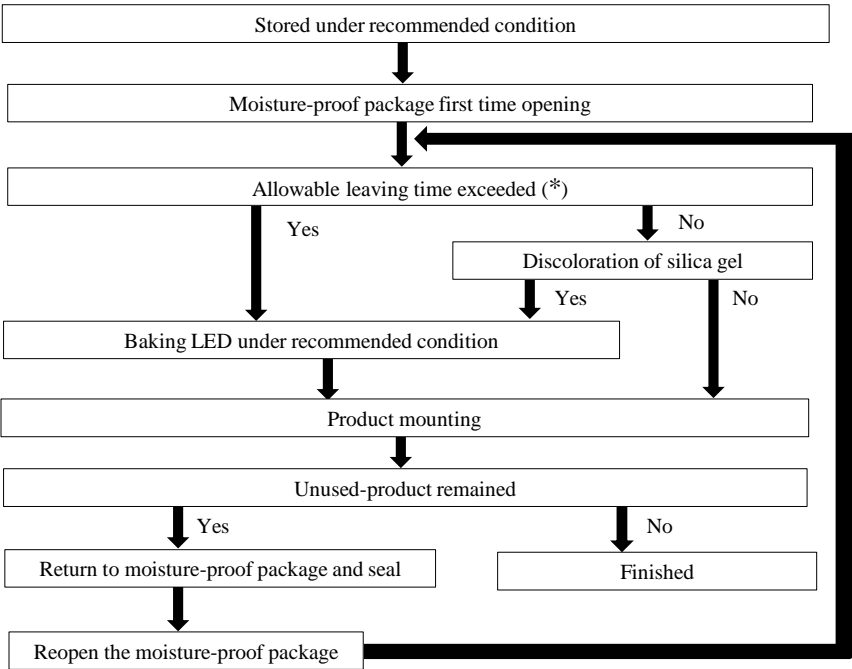 Stored under recommended condition
Moisture-proof package first time opening
Allowable leaving time exceeded (*)
Yes
No
Discoloration of silica gel
Yes
No
Baking LED under recommended condition
Product mounting
Unused-product remained
Yes
No
Return to moisture-proof package and seal
Finished
Reopen the moisture-proof package